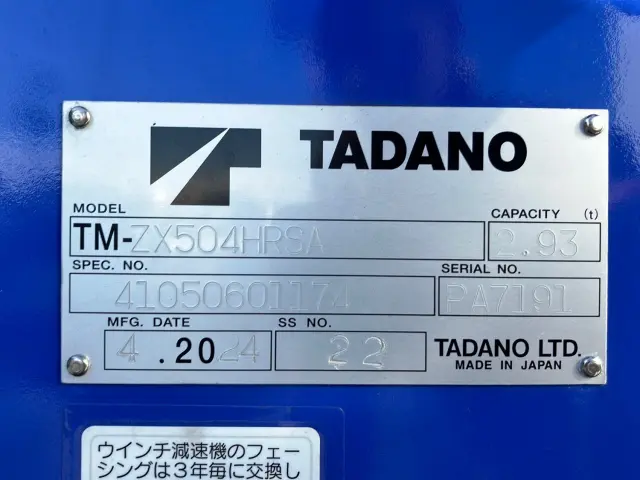 TADANO
MODEL
TM-ZX504HRSA
CAPACITY (t)
2.93
SPEC. NO.
41050601174
SERIAL NO.
PA7191
MFG. DATE
4.2024
SS NO.
22
TADANO LTD.
MADE IN JAPAN
ウインチ減速機のフェー
シングは3年毎に交換し